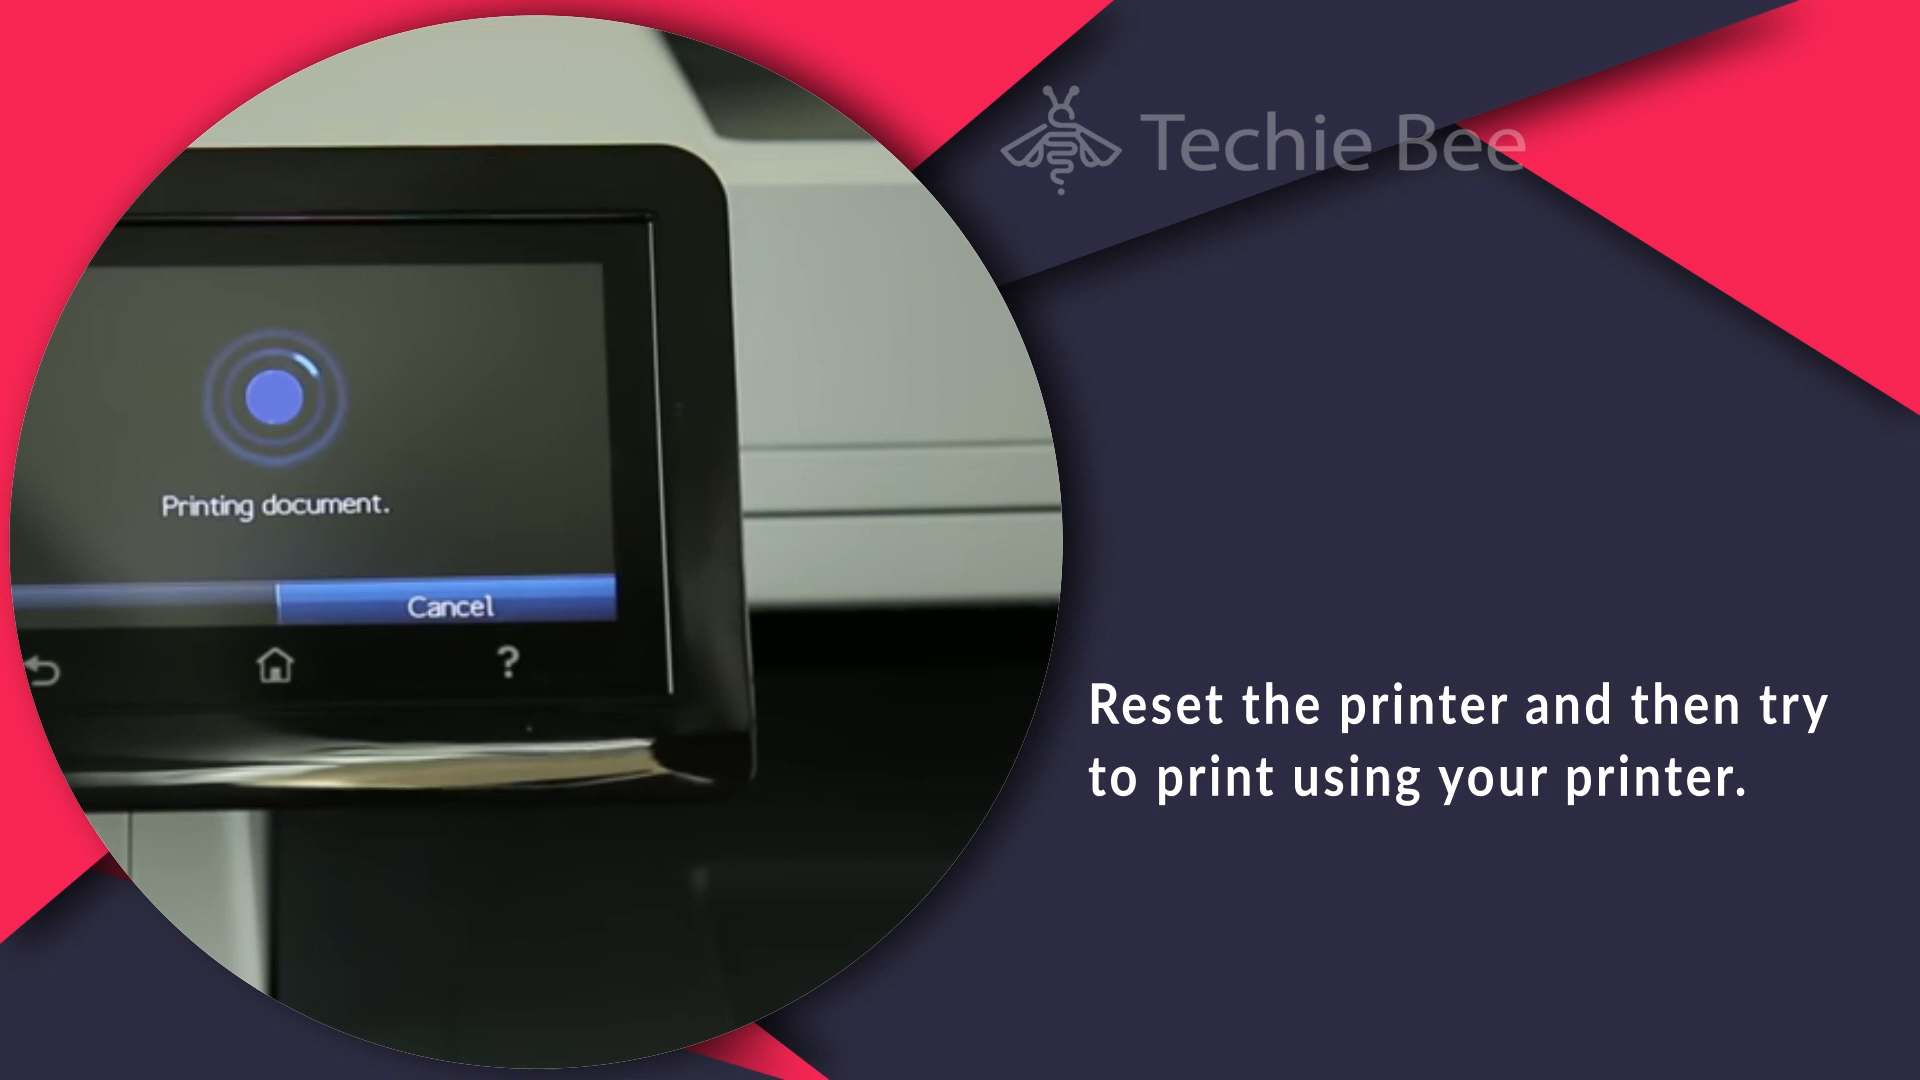 Techie Bee
Printing document.
Cancel
?
Reset the printer and then try
to print using your printer.